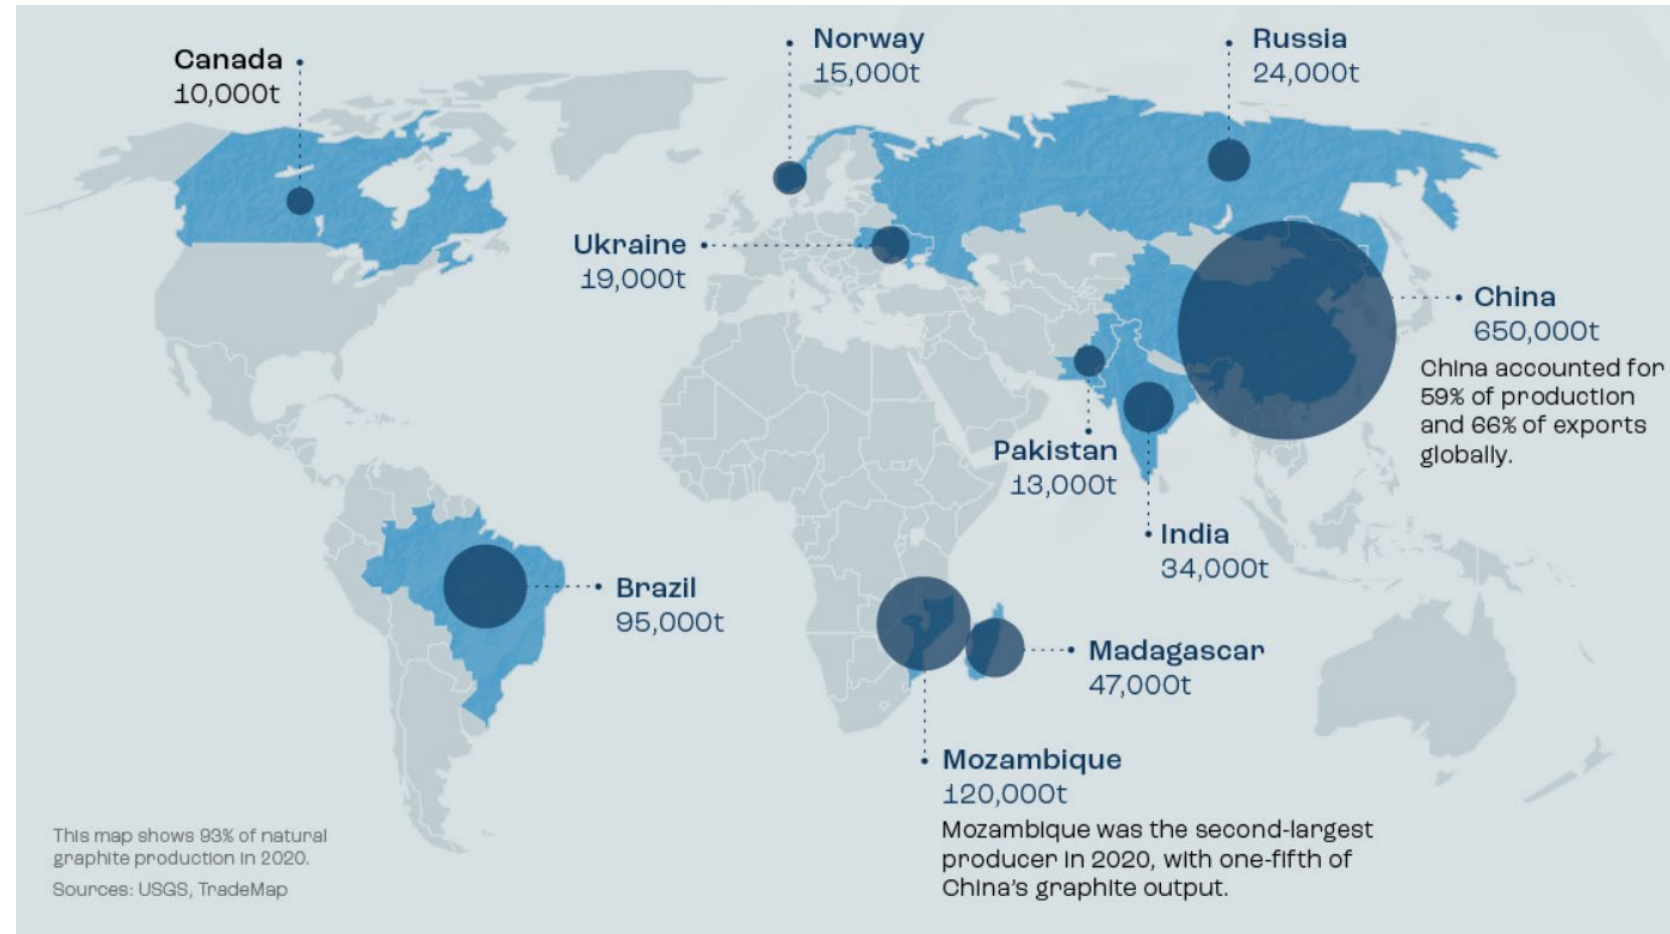 Canada
10,000t
Norway
15,000t
Russia
24,000t
Ukraine
19,000t
China
650,000t
China accounted for
59% of production
and 66% of exports
globally.
Pakistan
13,000t
India
34,000t
Brazil
95,000t
Madagascar
47,000t
Mozambique
120,000t
Mozambique was the second-largest
producer in 2020, with one-fifth of
China's graphite output.
This map shows 93% of natural
graphite production in 2020.
Sources: USGS, TradeMap